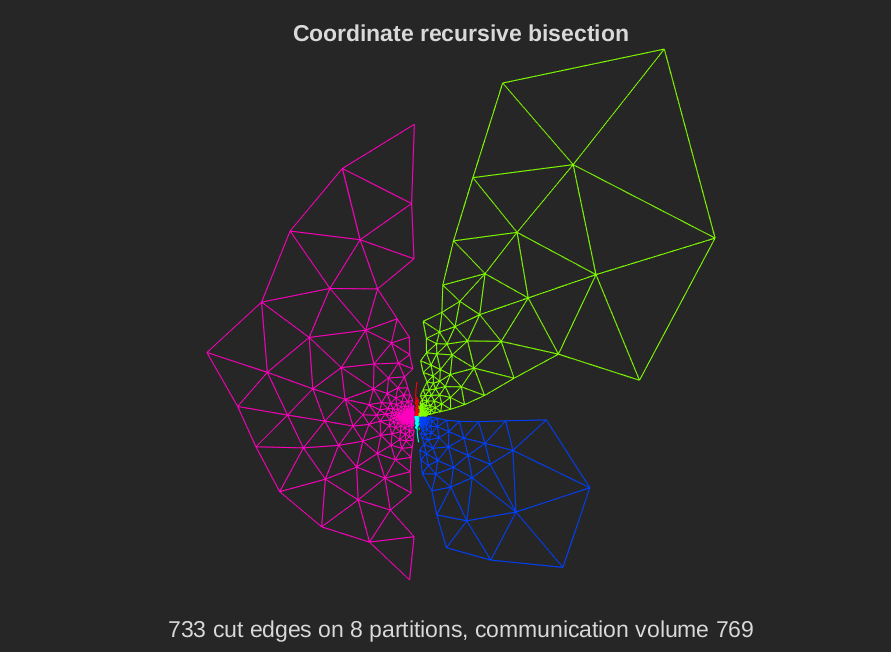 Coordinate recursive bisection
733 cut edges on 8 partitions, communication volume 769